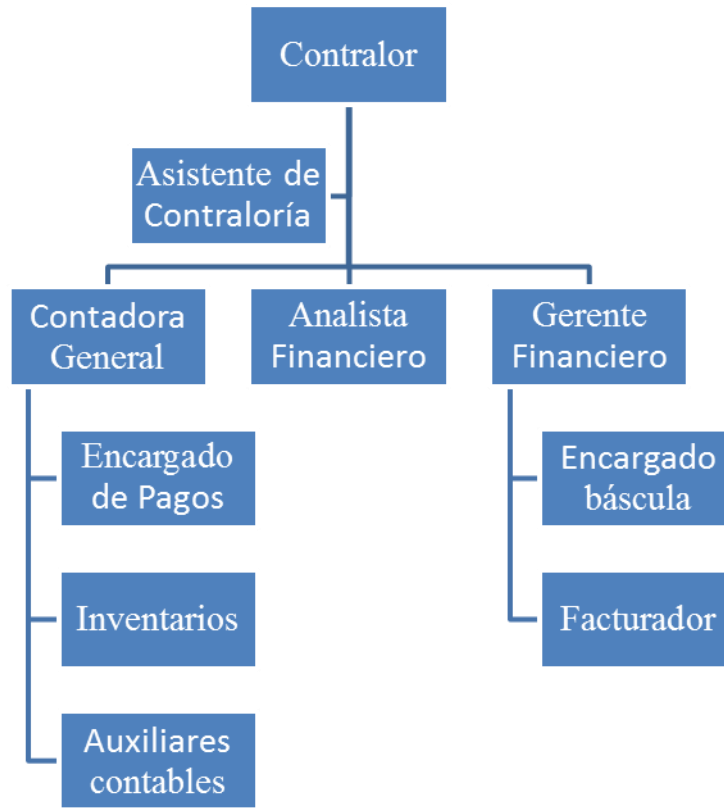 Contralor
Asistente de
Contraloría
Contadora
General
Analista
Financiero
Gerente
Financiero
Encargado
de Pagos
Encargado
báscula
Inventarios
Facturador
Auxiliares
contables